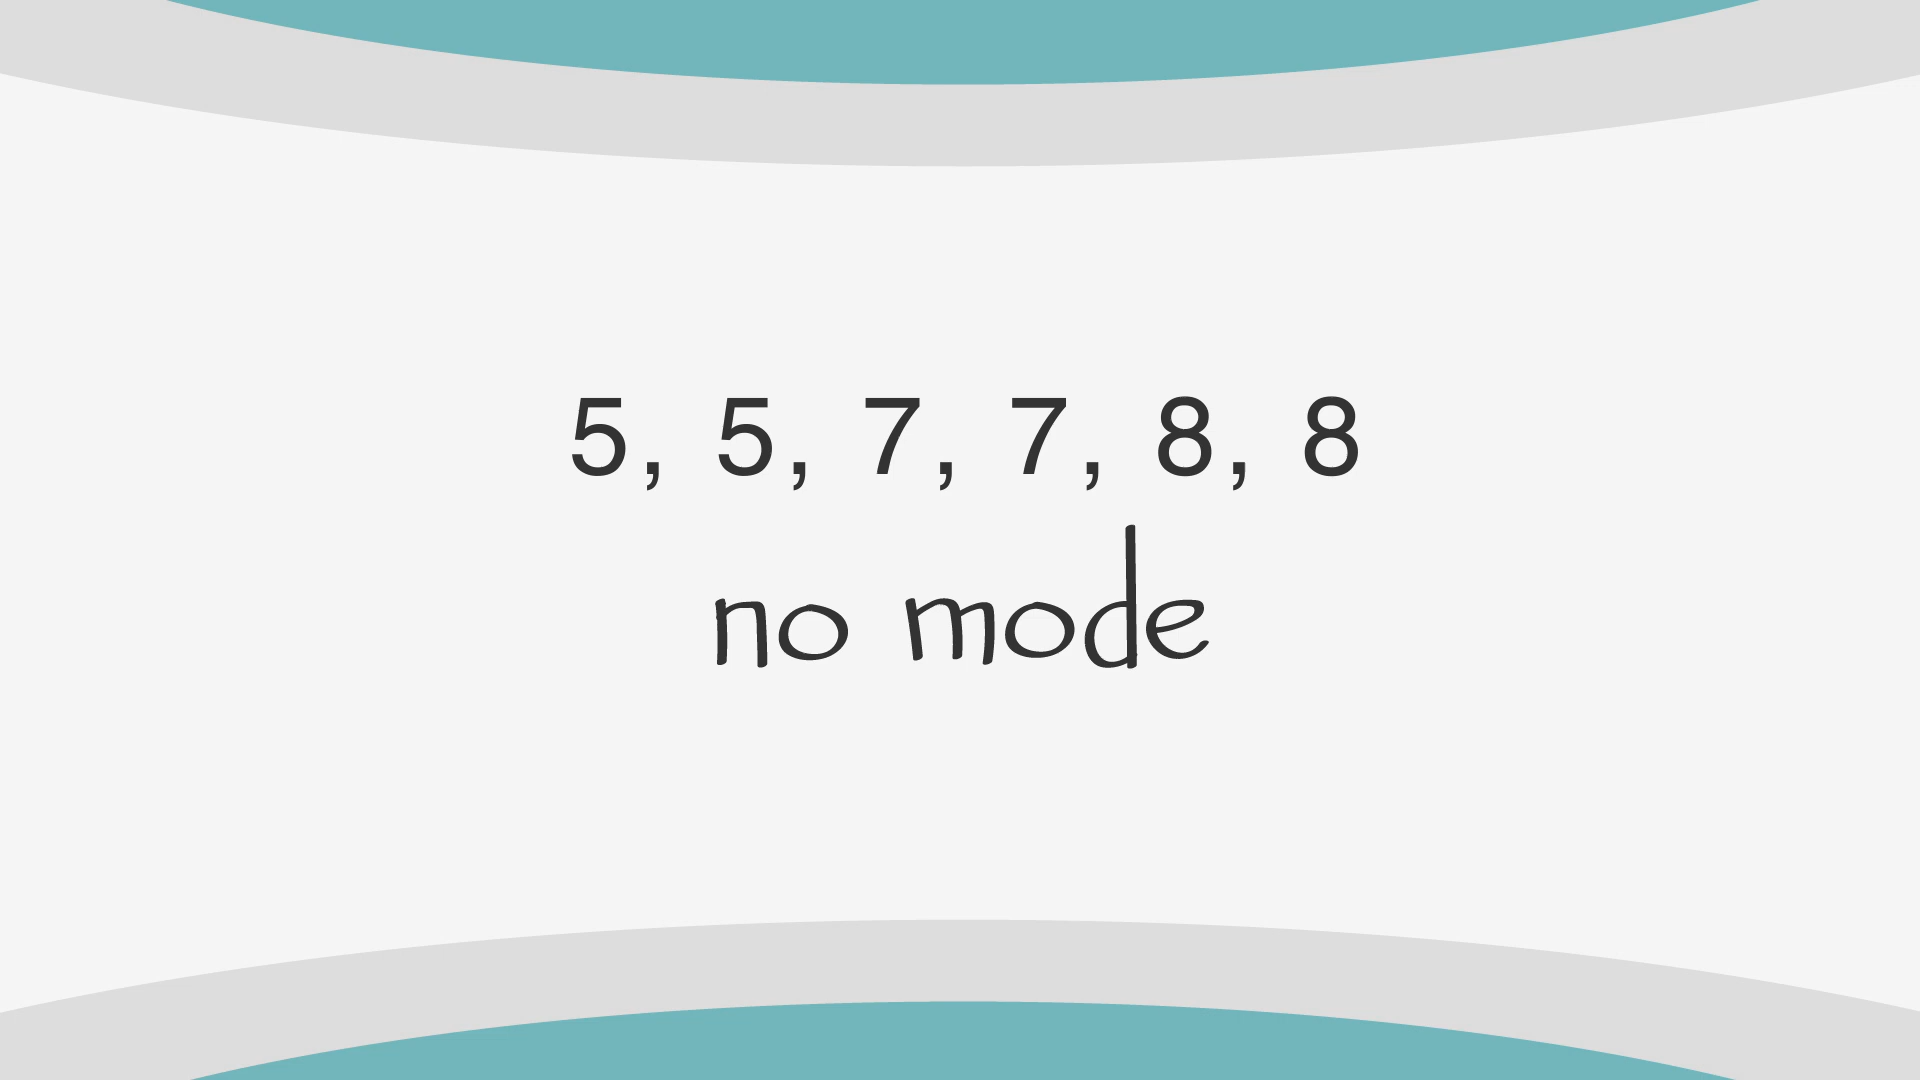 5, 5, 7, 7, 8, 8
no mode